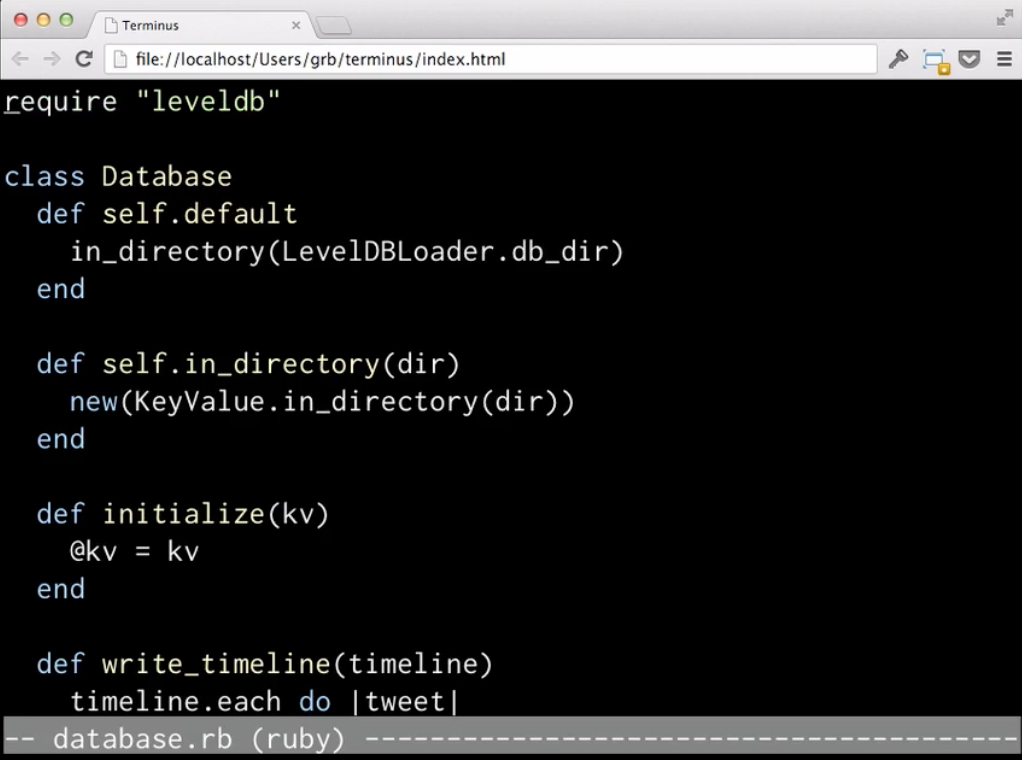 Terminus
file://localhost/Users/grb/terminus/index.html
require "leveldb"
class Database
  def self.default
    in_directory(LevelDBLoader.db_dir)
  end
  def self.in_directory(dir)
    new(KeyValue.in_directory(dir))
  end
  def initialize(kv)
    @kv = kv
  end
  def write_timeline(timeline)
    timeline.each do |tweet|
-- database.rb (ruby) ----------------------------------------